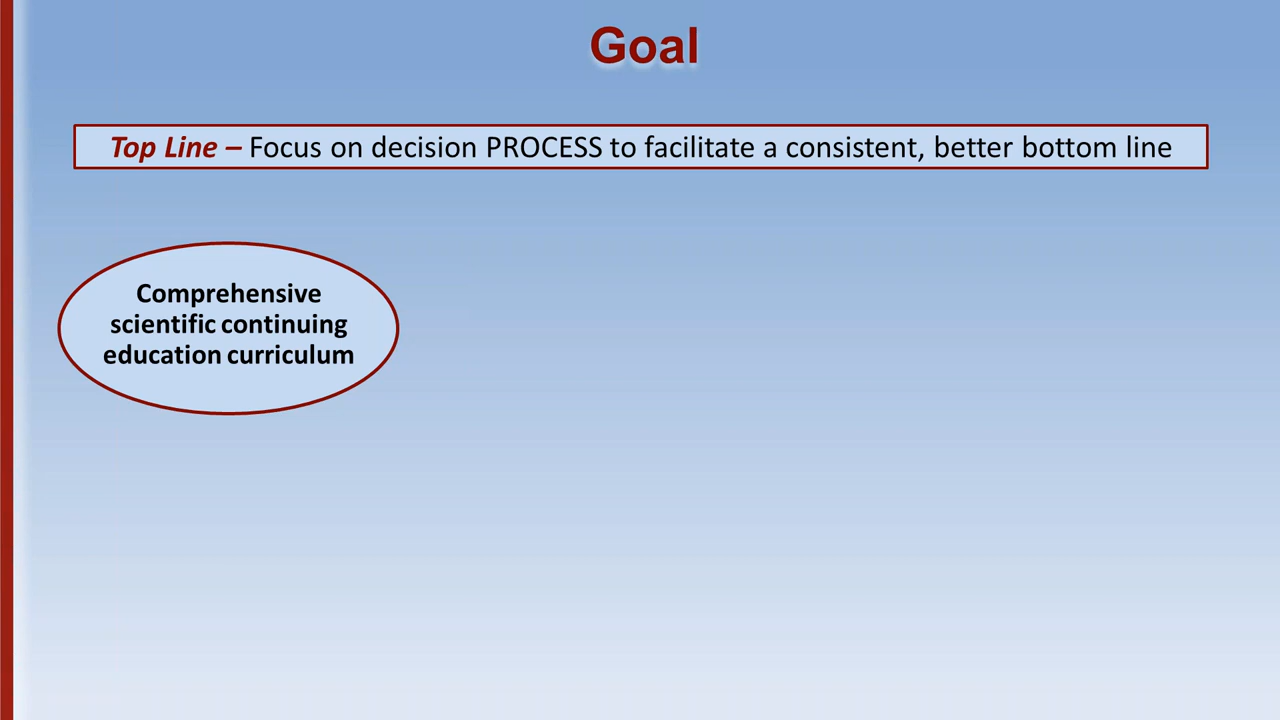 Goal
Top Line – Focus on decision PROCESS to facilitate a consistent, better bottom line
Comprehensive
scientific continuing
education curriculum